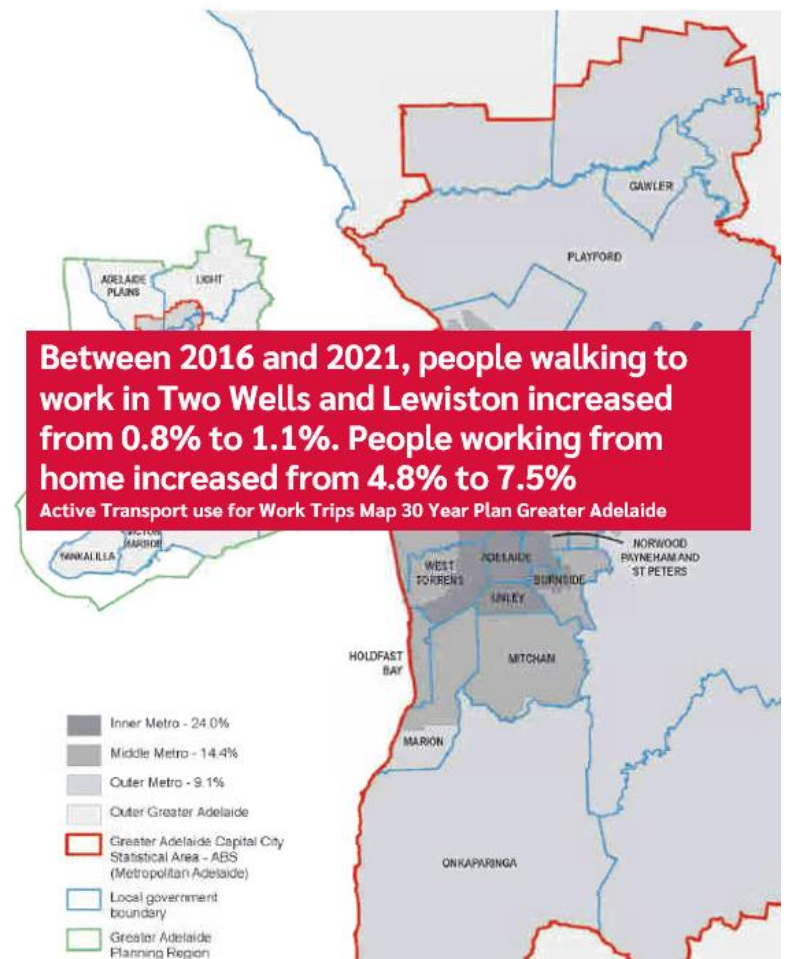 GAWLER
PLAYFORD
ADELAIDE
PLAINS
LIGHT
Between 2016 and 2021, people walking to
work in Two Wells and Lewiston increased
from 0.8% to 1.1%. People working from
home increased from 4.8% to 7.5%
Active Transport use for Work Trips Map 30 Year Plan Greater Adelaide
VICTOR
HARBOR
YANKALILLA
WEST
TORRENS
ADELAIDE
BURNSIDE
UNLEY
NORWOOD
PAYNEHAM AND
ST PETERS
HOLDFAST
BAY
MITCHAM
MARION
ONKAPARINGA
Inner Metro - 24.0%
Middle Metro - 14.4%
Outer Metro - 9.1%
Outer Greater Adelaide
Greater Adelaide Capital City
Statistical Area - ABS
(Metropolitan Adelaide)
Local government
boundary
Greater Adelaide
Planning Region